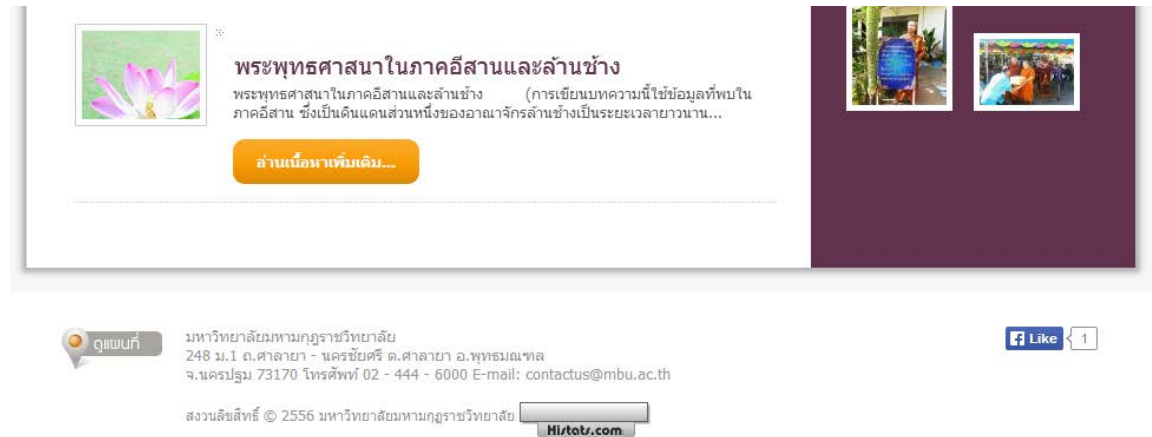 พระพุทธศาสนาในภาคอีสานและล้านช้าง
พระพุทธศาสนาในภาคอีสานและล้านช้าง (การเขียนบทความนี้ใช้ข้อมูลที่พบใน
ภาคอีสาน ซึ่งเป็นดินแดนส่วนหนึ่งของอาณาจักรล้านช้างเป็นระยะเวลายาวนาน...
อ่านเนื้อหาเพิ่มเติม...
ดูแผนที่
มหาวิทยาลัยมหามกุฏราชวิทยาลัย
248 ม.1 ถ.ศาลายา - นครชัยศรี ต.ศาลายา อ.พุทธมณฑล
จ.นครปฐม 73170 โทรศัพท์ 02 - 444 - 6000 E-mail: contactus@mbu.ac.th
Like 1
สงวนลิขสิทธิ์ © 2556 มหาวิทยาลัยมหามกุฏราชวิทยาลัย
Histats.com